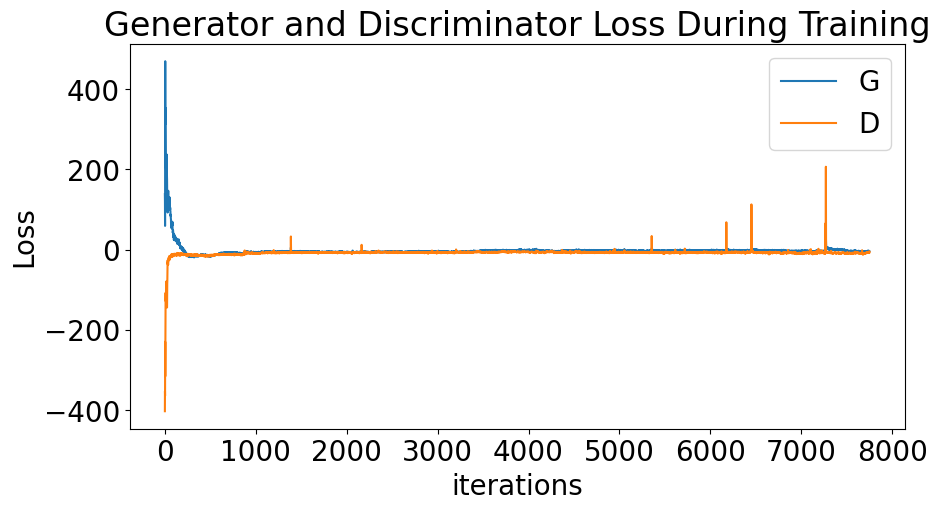 Generator and Discriminator Loss During Training
G
D
Loss
400
200
0
−200
−400
0 1000 2000 3000 4000 5000 6000 7000 8000
iterations